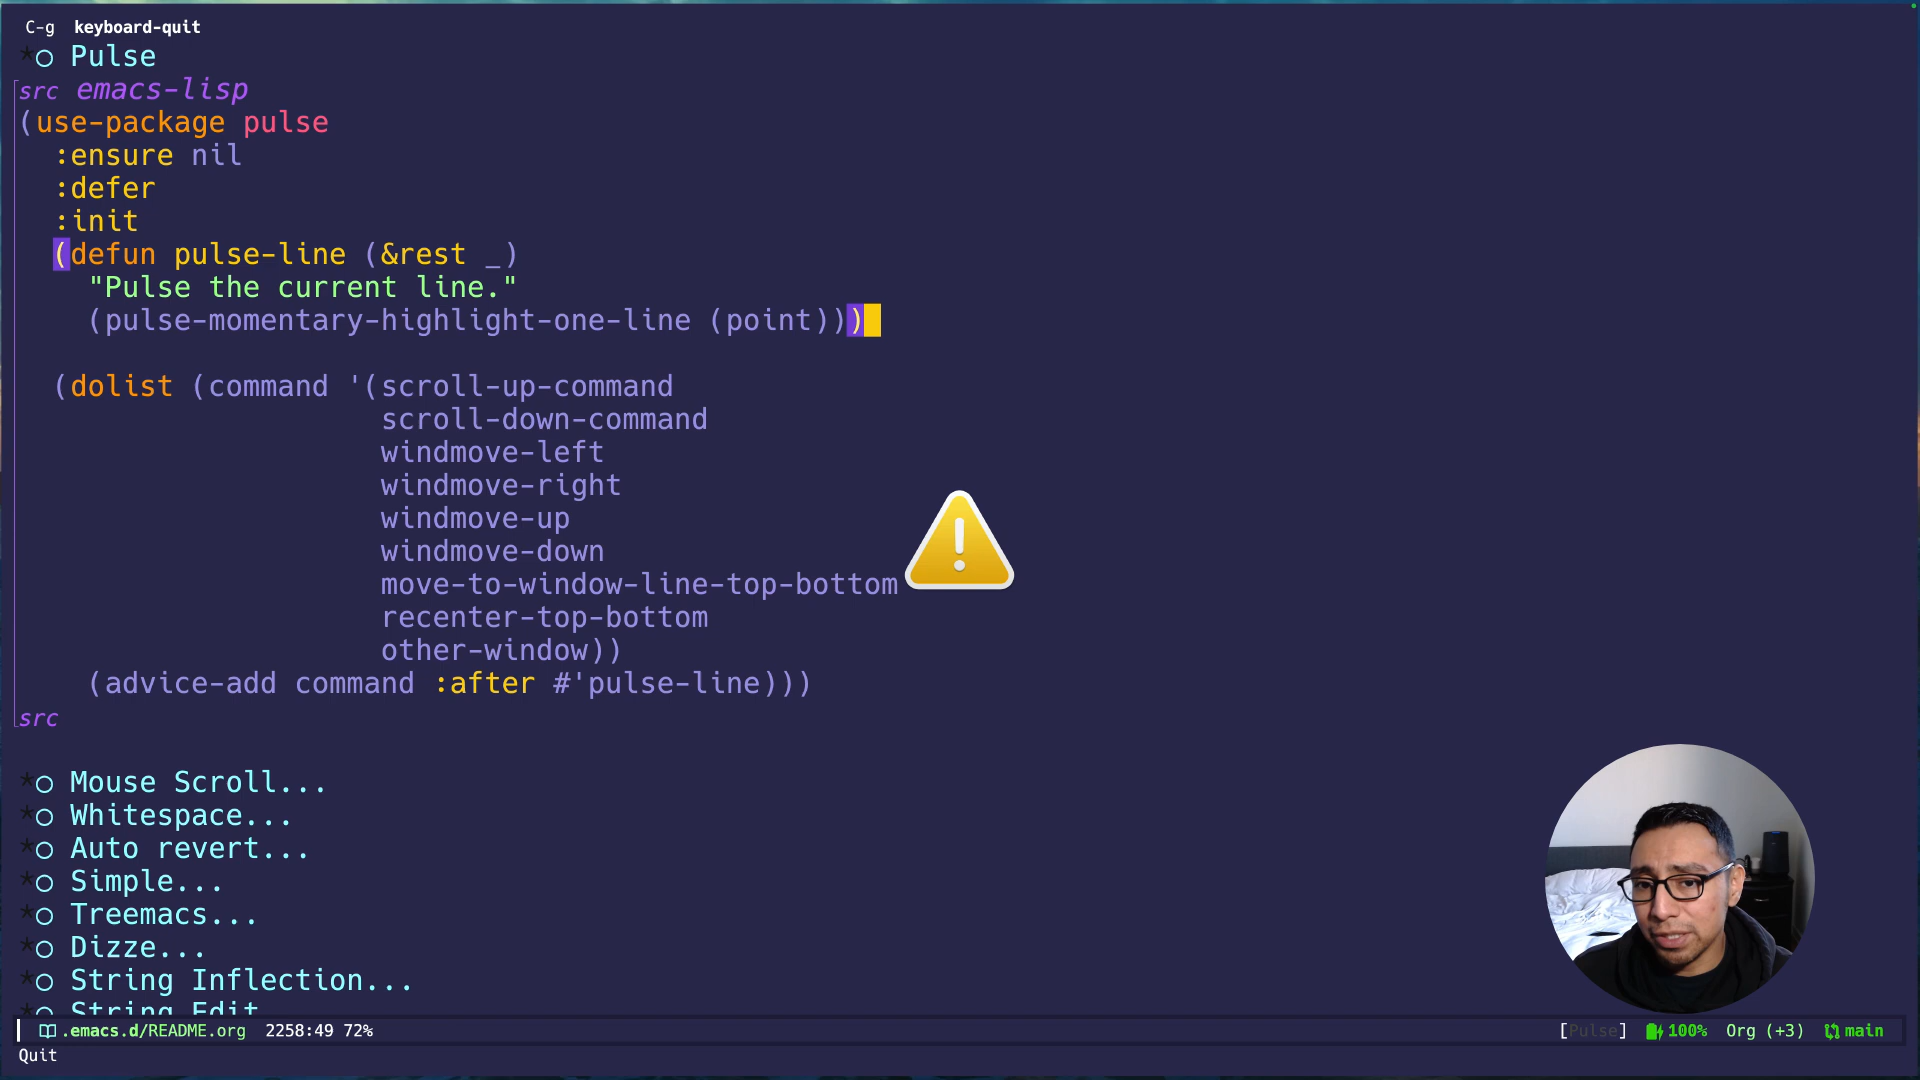 C-g keyboard-quit
*○ Pulse
src emacs-lisp
(use-package pulse
  :ensure nil
  :defer
  :init
  (defun pulse-line (&rest _)
    "Pulse the current line."
    (pulse-momentary-highlight-one-line (point)))

  (dolist (command '(scroll-up-command
                     scroll-down-command
                     windmove-left
                     windmove-right
                     windmove-up
                     windmove-down
                     move-to-window-line-top-bottom
                     recenter-top-bottom
                     other-window))
    (advice-add command :after #'pulse-line)))
src

*○ Mouse Scroll...
*○ Whitespace...
*○ Auto revert...
*○ Simple...
*○ Treemacs...
*○ Dizze...
*○ String Inflection...
*○ String Edit
.emacs.d/README.org 2258:49 72% [Pulse] 100% Org (+3) main
Quit